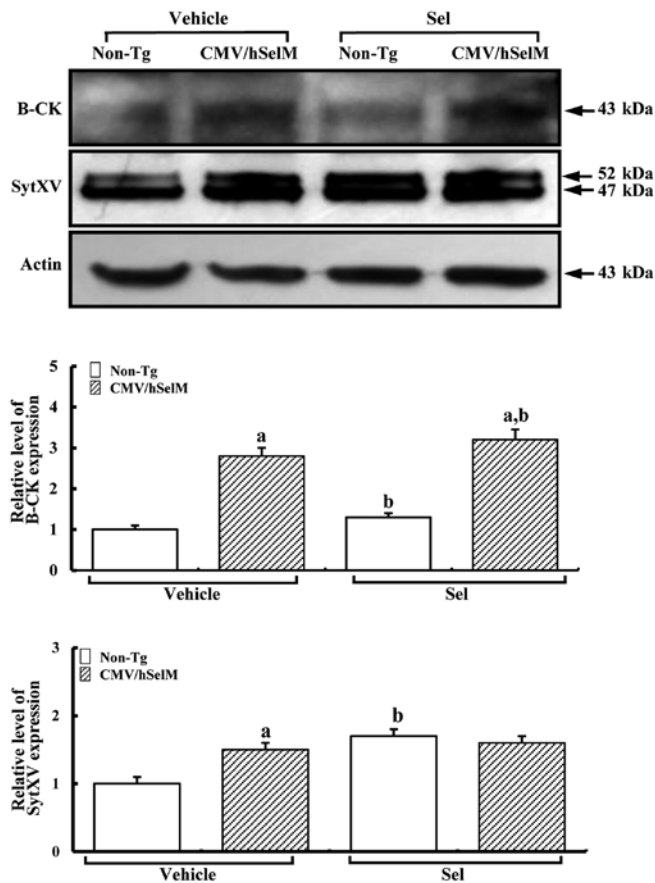 Vehicle Sel
Non-Tg CMV/hSelM Non-Tg CMV/hSelM
B-CK 43 kDa
SytXV 52 kDa
47 kDa
Actin 43 kDa
Relative level of
B-CK expression
5
4
3
2
1
0
Non-Tg
CMV/hSelM
a
b
a,b
Vehicle Sel
Relative level of
SytXV expression
3
2
1
0
Non-Tg
CMV/hSelM
a
b
Vehicle Sel